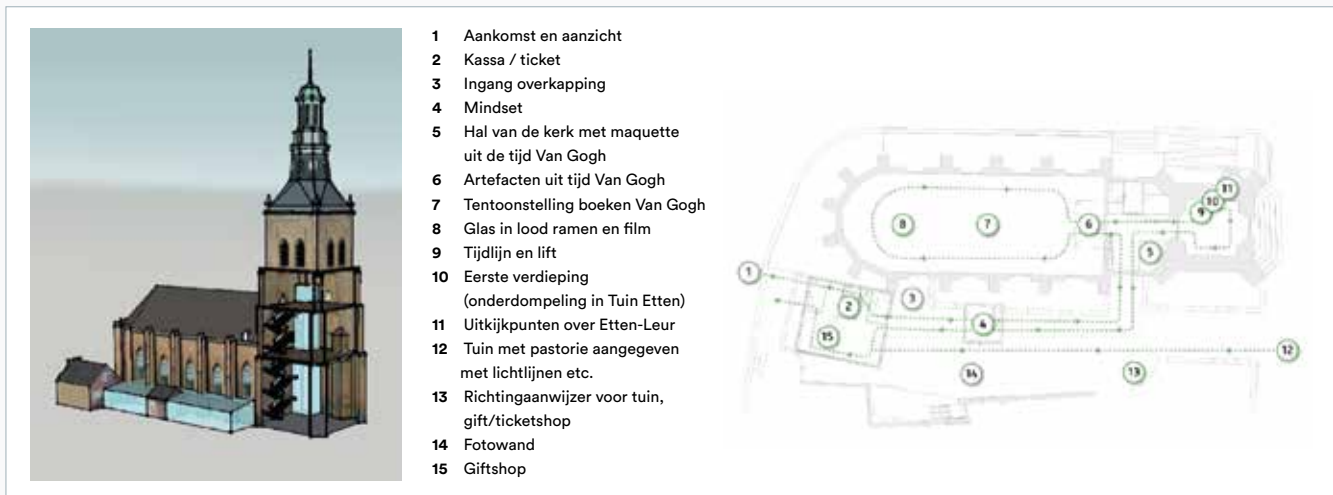 1 Aankomst en aanzicht
2 Kassa / ticket
3 Ingang overkapping
4 Mindset
5 Hal van de kerk met maquette
uit de tijd Van Gogh
6 Artefacten uit tijd Van Gogh
7 Tentoonstelling boeken Van Gogh
8 Glas in lood ramen en film
9 Tijdlijn en lift
10 Eerste verdieping
(onderdompeling in Tuin Etten)
11 Uitkijkpunten over Etten-Leur
12 Tuin met pastorie aangegeven
met lichtlijnen etc.
13 Richtingaanwijzer voor tuin,
gift/ticketshop
14 Fotowand
15 Giftshop
11
10
9
8
7
6
5
1
2
3
4
15
12
14
13